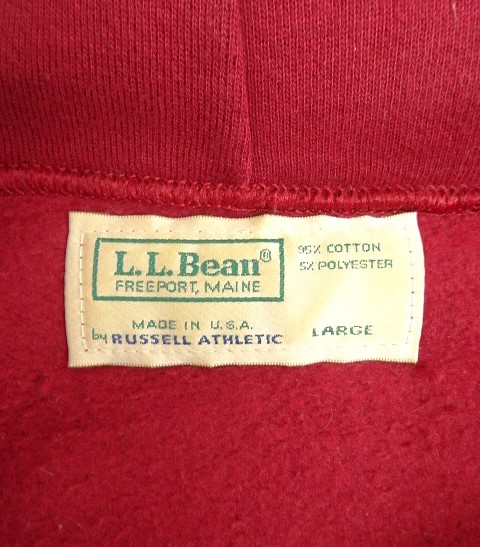 L.L.Bean®
FREEPORT, MAINE
95% COTTON
5% POLYESTER
MADE IN U.S.A.
by RUSSELL ATHLETIC
LARGE